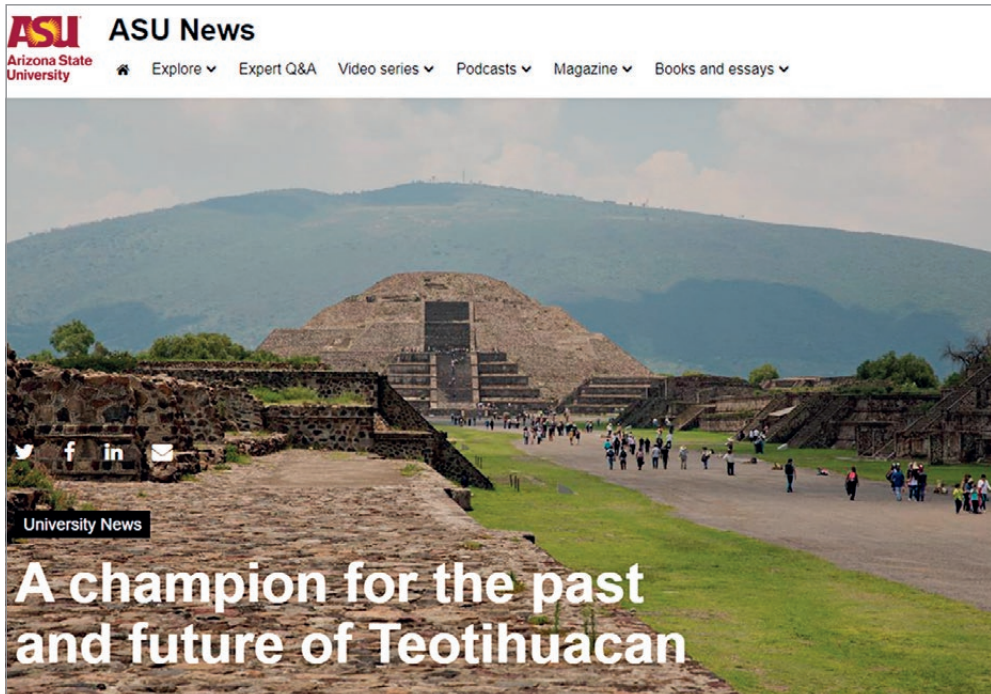 ASU
Arizona State
University
ASU News
Explore
Expert Q&A
Video series
Podcasts
Magazine
Books and essays
f
in
University News
A champion for the past
and future of Teotihuacan